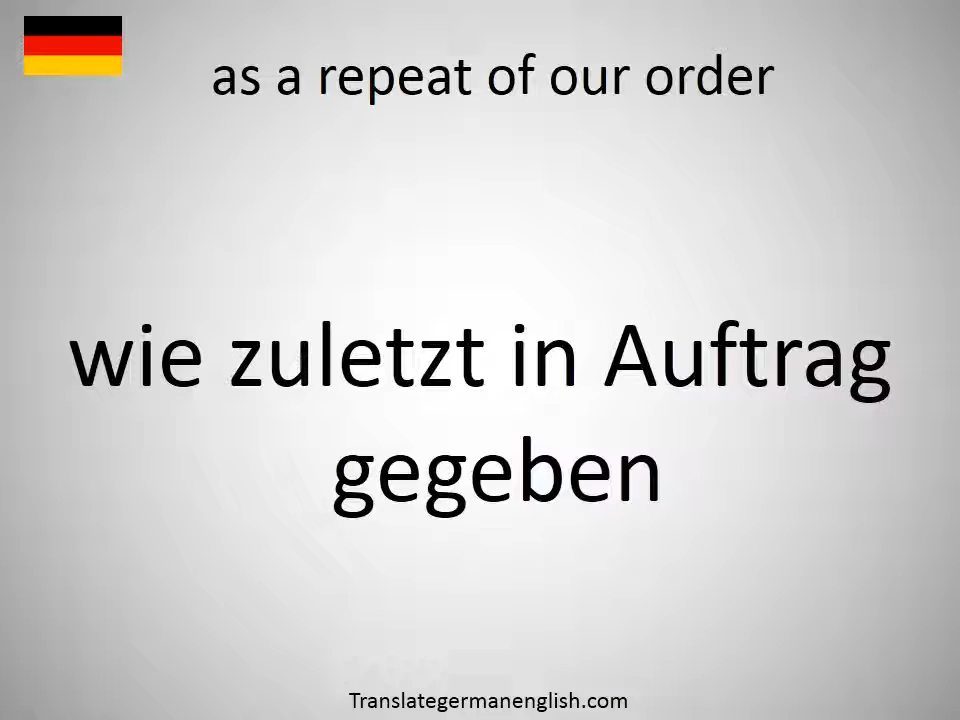 as a repeat of our order
wie zuletzt in Auftrag
gegeben
Translategermanenglish.com